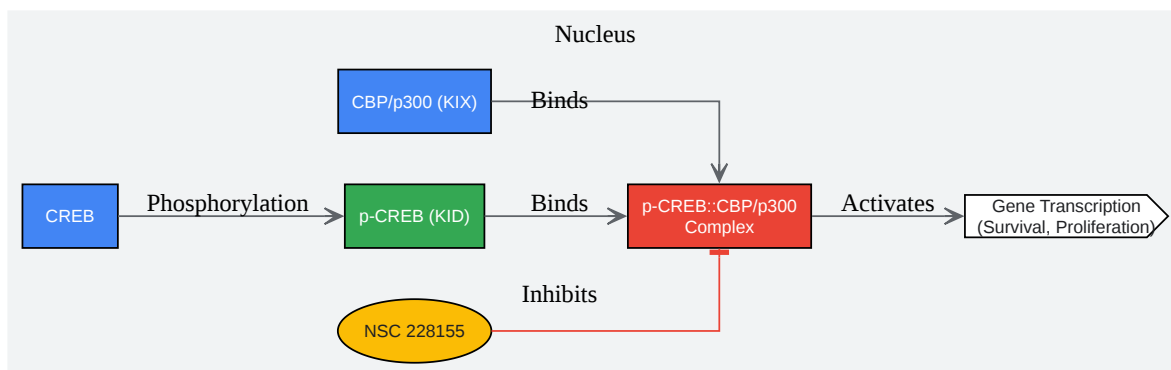 Nucleus
CBP/p300 (KIX)
Binds
CREB
Phosphorylation
p-CREB (KID)
Binds
p-CREB::CBP/p300
Complex
Activates
Gene Transcription
(Survival, Proliferation)
Inhibits
NSC 228155